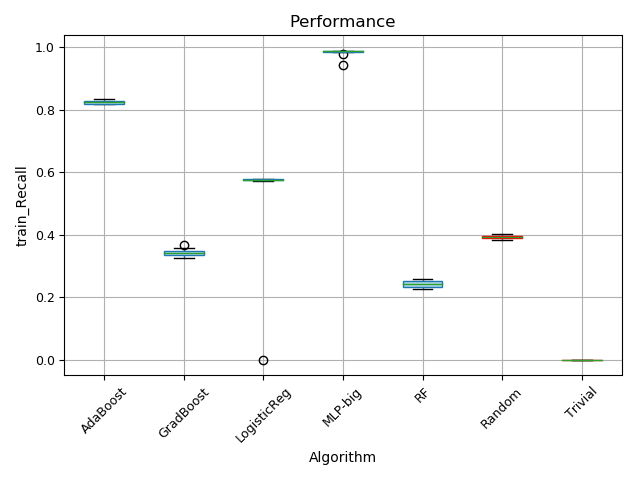 Performance
train_Recall
1.0
0.8
0.6
0.4
0.2
0.0
AdaBoost
GradBoost
LogisticReg
MLP-big
RF
Random
Trivial
Algorithm